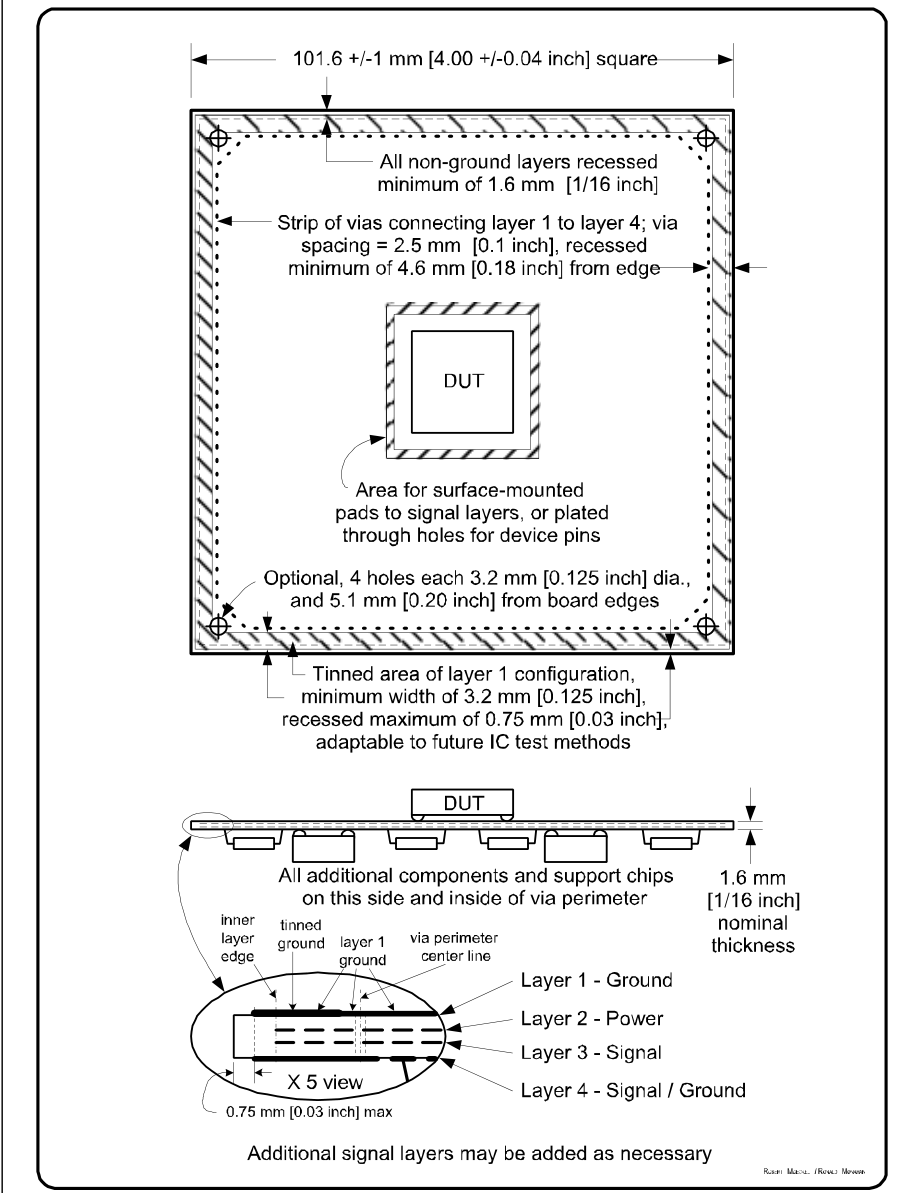 101.6 +/-1 mm [4.00 +/-0.04 inch] square
All non-ground layers recessed
minimum of 1.6 mm [1/16 inch]
Strip of vias connecting layer 1 to layer 4; via
spacing = 2.5 mm [0.1 inch], recessed
minimum of 4.6 mm [0.18 inch] from edge
DUT
Area for surface-mounted
pads to signal layers, or plated
through holes for device pins
Optional, 4 holes each 3.2 mm [0.125 inch] dia.,
and 5.1 mm [0.20 inch] from board edges
Tinned area of layer 1 configuration,
minimum width of 3.2 mm [0.125 inch],
recessed maximum of 0.75 mm [0.03 inch],
adaptable to future IC test methods
DUT
All additional components and support chips
on this side and inside of via perimeter
1.6 mm
[1/16 inch]
nominal
thickness
inner
layer
edge
tinned
ground
layer 1
ground
via perimeter
center line
Layer 1 - Ground
Layer 2 - Power
Layer 3 - Signal
Layer 4 - Signal / Ground
X 5 view
0.75 mm [0.03 inch] max
Additional signal layers may be added as necessary